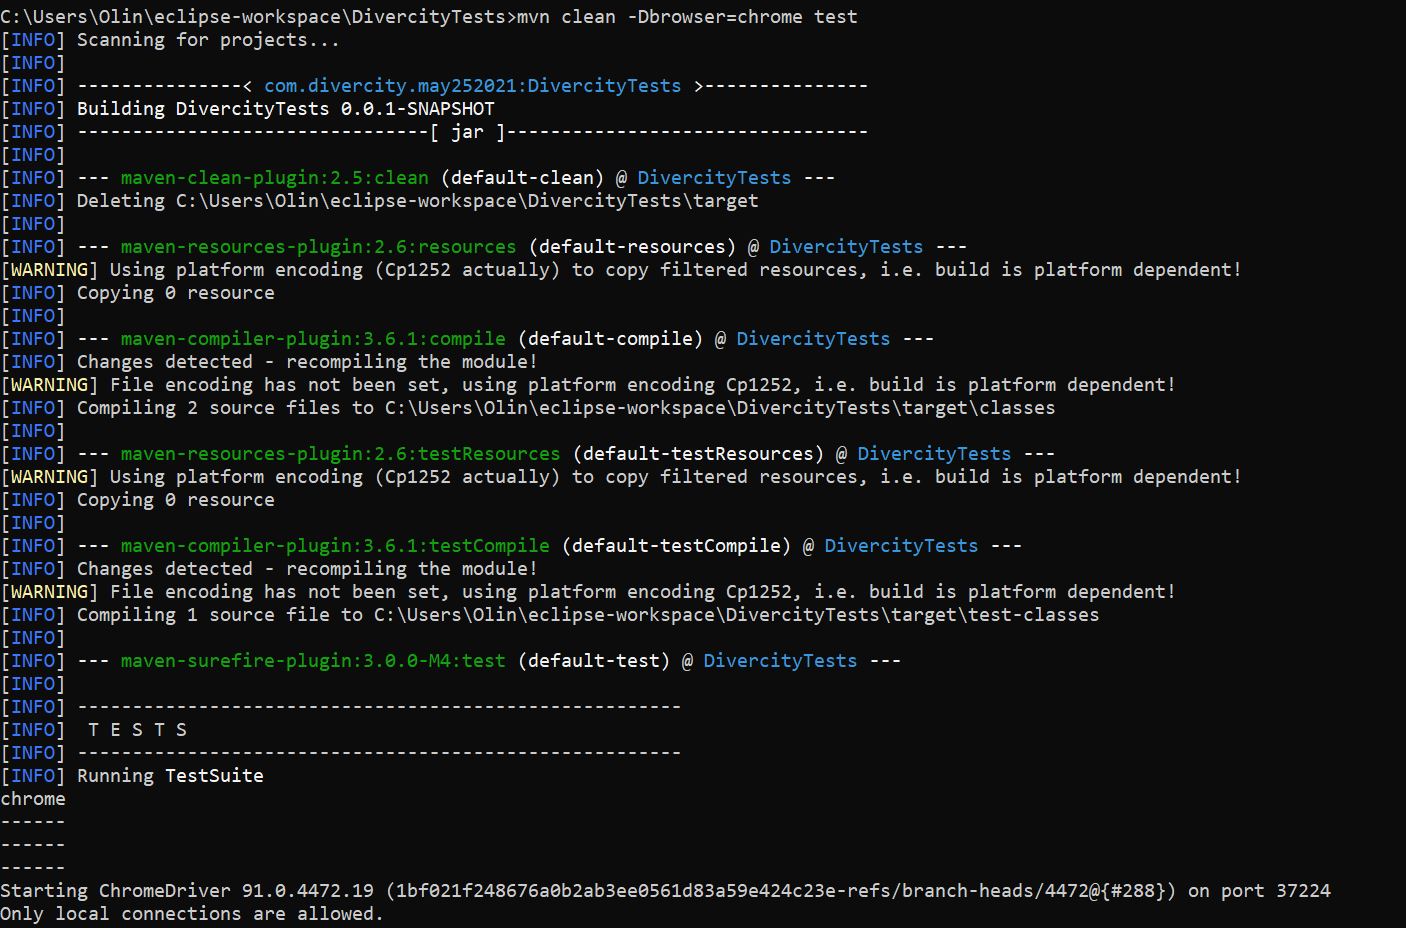 C:\Users\Olin\eclipse-workspace\DivercityTests>mvn clean -Dbrowser=chrome test
[INFO] Scanning for projects...
[INFO]
[INFO] ---------------< com.divercity.may252021:DivercityTests >---------------
[INFO] Building DivercityTests 0.0.1-SNAPSHOT
[INFO] --------------------------------[ jar ]---------------------------------
[INFO]
[INFO] --- maven-clean-plugin:2.5:clean (default-clean) @ DivercityTests ---
[INFO] Deleting C:\Users\Olin\eclipse-workspace\DivercityTests\target
[INFO]
[INFO] --- maven-resources-plugin:2.6:resources (default-resources) @ DivercityTests ---
[WARNING] Using platform encoding (Cp1252 actually) to copy filtered resources, i.e. build is platform dependent!
[INFO] Copying 0 resource
[INFO]
[INFO] --- maven-compiler-plugin:3.6.1:compile (default-compile) @ DivercityTests ---
[INFO] Changes detected - recompiling the module!
[WARNING] File encoding has not been set, using platform encoding Cp1252, i.e. build is platform dependent!
[INFO] Compiling 2 source files to C:\Users\Olin\eclipse-workspace\DivercityTests\target\classes
[INFO]
[INFO] --- maven-resources-plugin:2.6:testResources (default-testResources) @ DivercityTests ---
[WARNING] Using platform encoding (Cp1252 actually) to copy filtered resources, i.e. build is platform dependent!
[INFO] Copying 0 resource
[INFO]
[INFO] --- maven-compiler-plugin:3.6.1:testCompile (default-testCompile) @ DivercityTests ---
[INFO] Changes detected - recompiling the module!
[WARNING] File encoding has not been set, using platform encoding Cp1252, i.e. build is platform dependent!
[INFO] Compiling 1 source file to C:\Users\Olin\eclipse-workspace\DivercityTests\target\test-classes
[INFO]
[INFO] --- maven-surefire-plugin:3.0.0-M4:test (default-test) @ DivercityTests ---
[INFO]
[INFO] -------------------------------------------------------
[INFO]  T E S T S
[INFO] -------------------------------------------------------
[INFO] Running TestSuite
chrome
------
------
------
Starting ChromeDriver 91.0.4472.19 (1bf021f248676a0b2ab3ee0561d83a59e424c23e-refs/branch-heads/4472@{#288}) on port 37224
Only local connections are allowed.